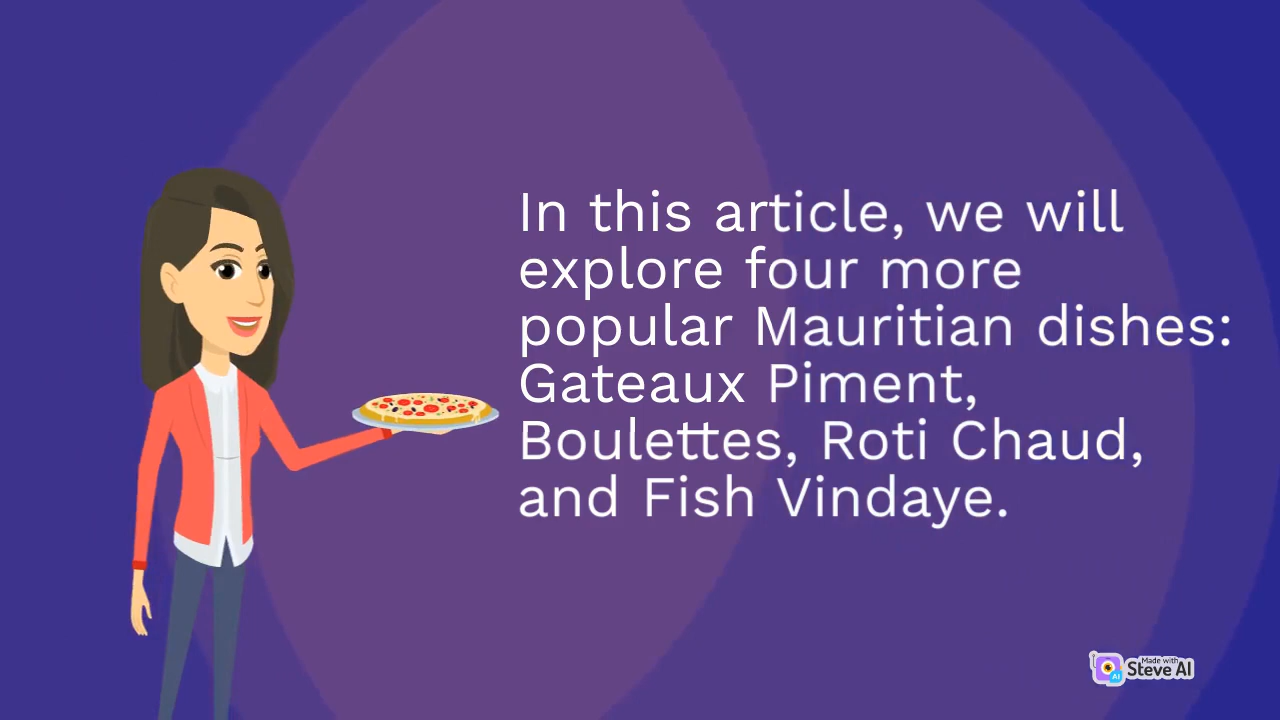 In this article, we will
explore four more
popular Mauritian dishes:
Gateaux Piment,
Boulettes, Roti Chaud,
and Fish Vindaye.
Made with
Steve AI
AI